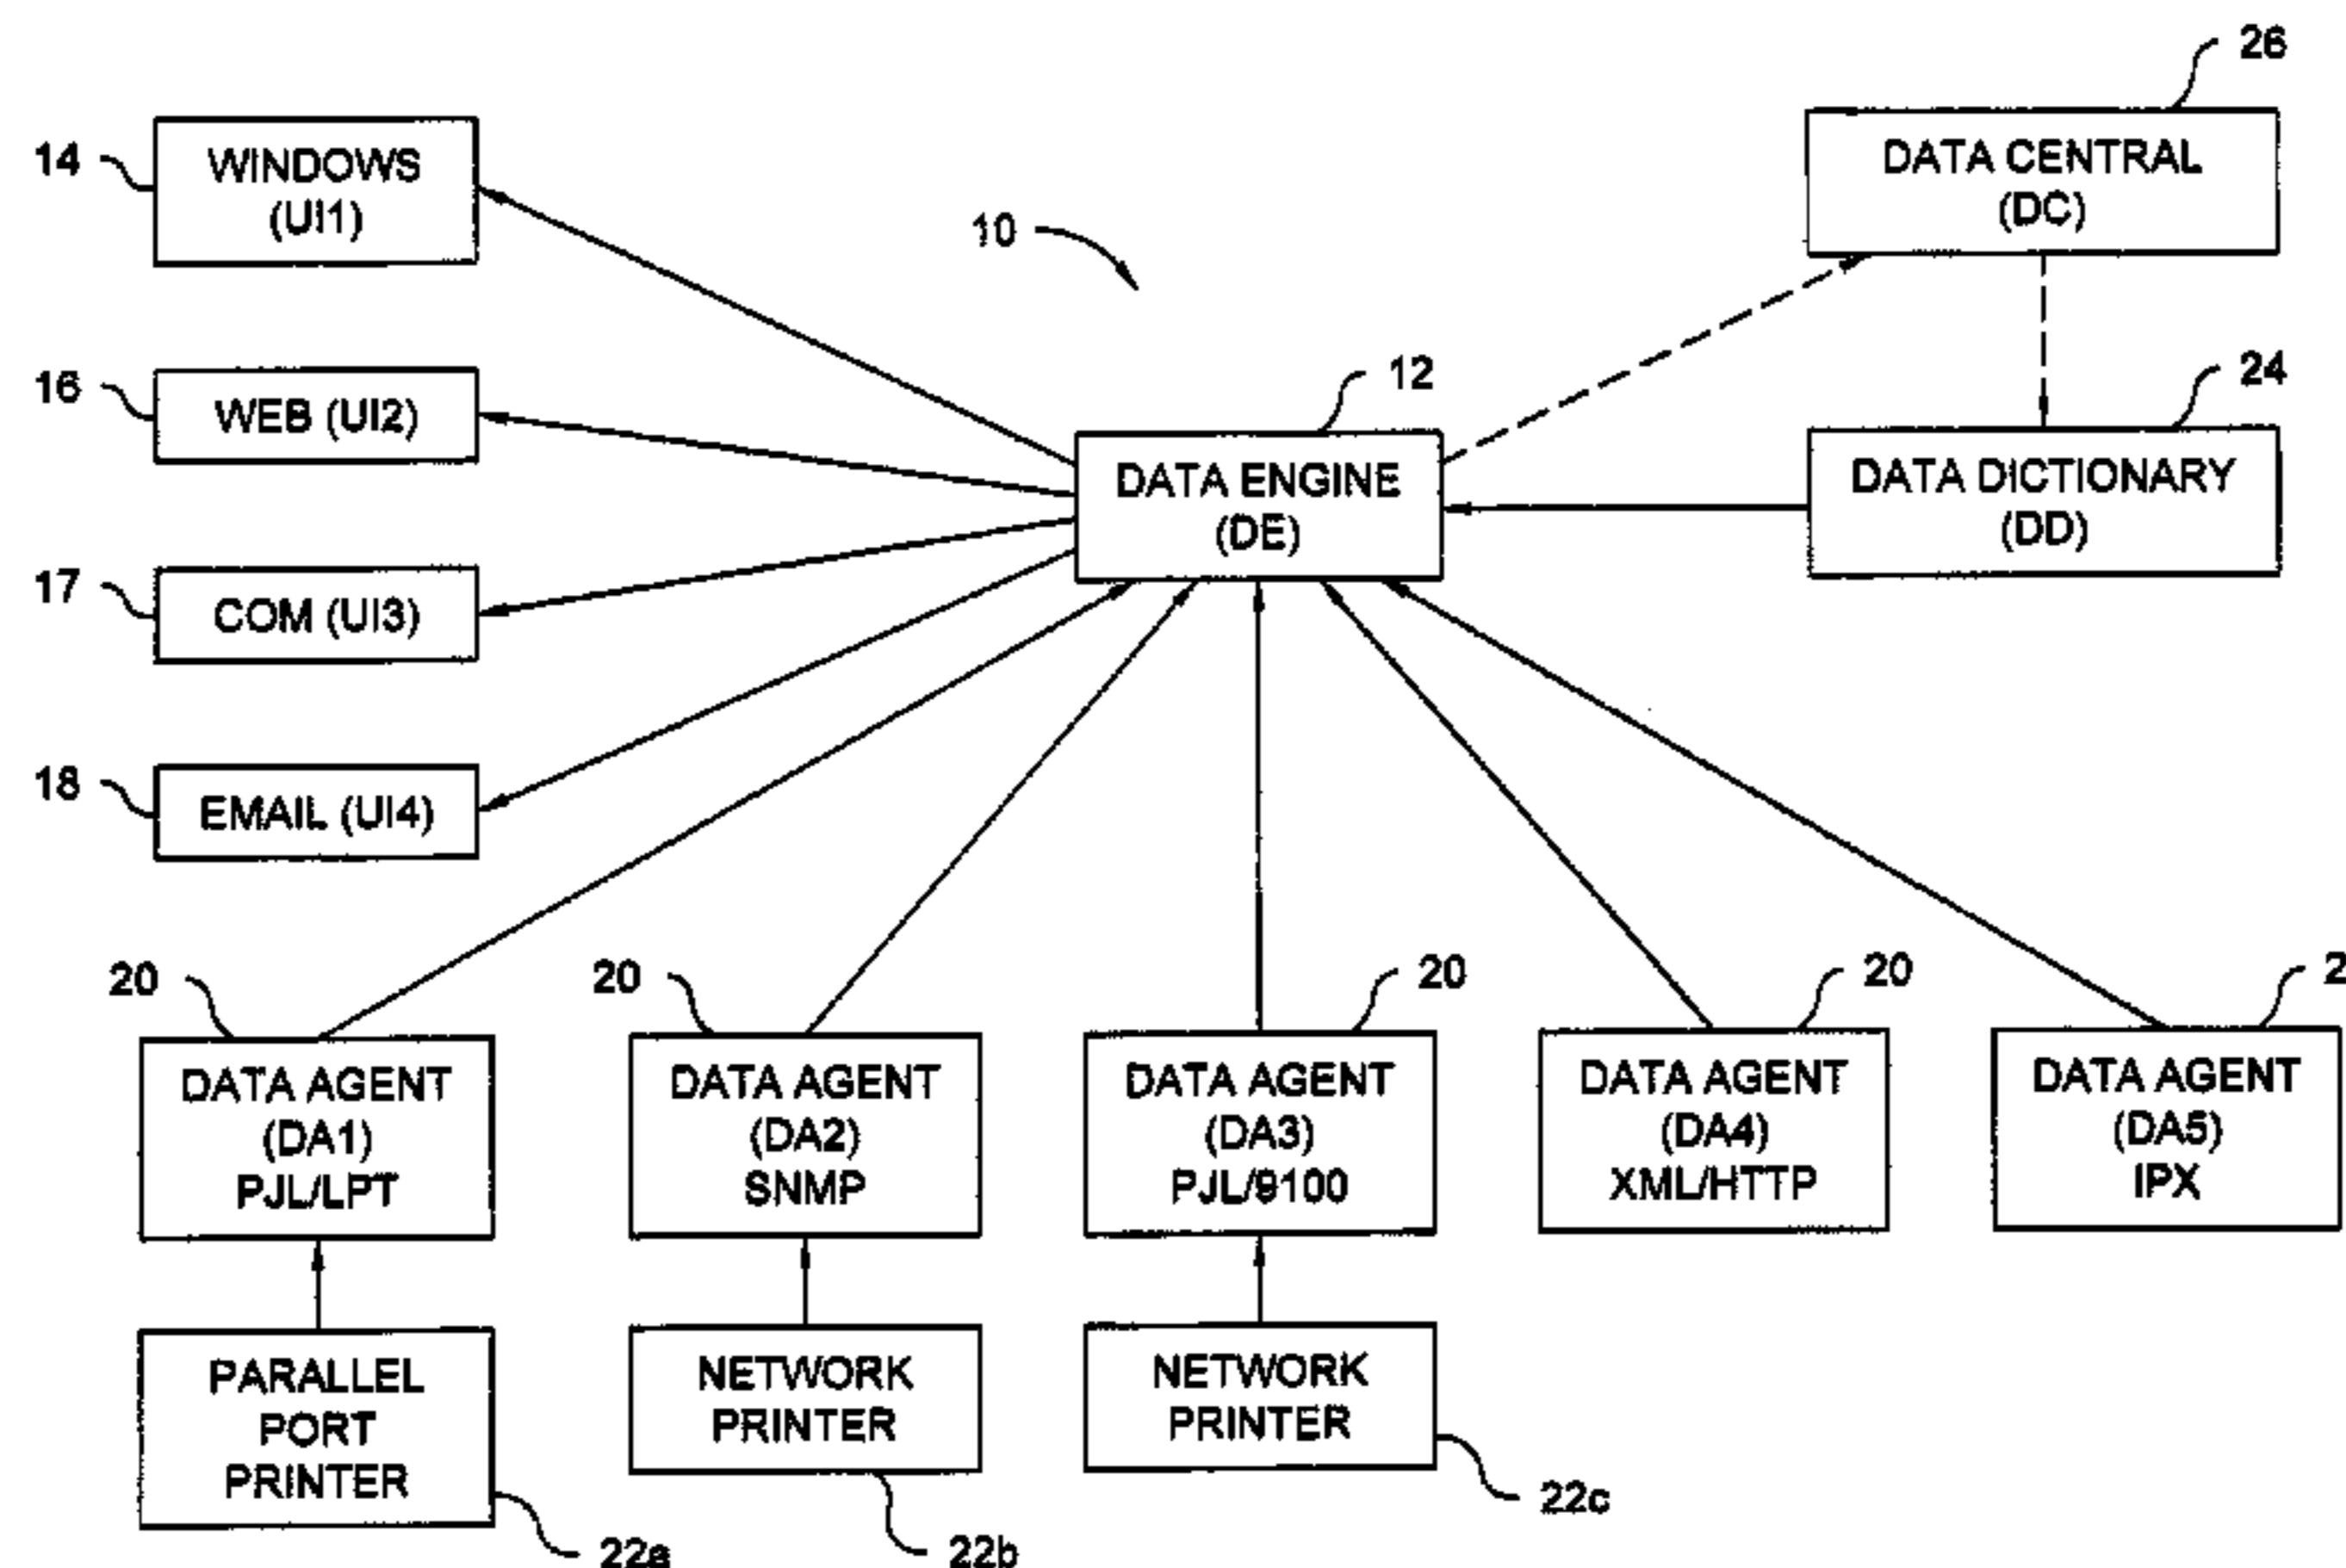 26
14
WINDOWS
(UI1)
DATA CENTRAL
(DC)
10
16
WEB (UI2)
12
24
DATA ENGINE
(DE)
DATA DICTIONARY
(DD)
17
COM (UI3)
18
EMAIL (UI4)
20
20
20
20
2
DATA AGENT
(DA1)
PJL/LPT
DATA AGENT
(DA2)
SNMP
DATA AGENT
(DA3)
PJL/9100
DATA AGENT
(DA4)
XML/HTTP
DATA AGENT
(DA5)
IPX
PARALLEL
PORT
PRINTER
NETWORK
PRINTER
NETWORK
PRINTER
22a
22b
22c